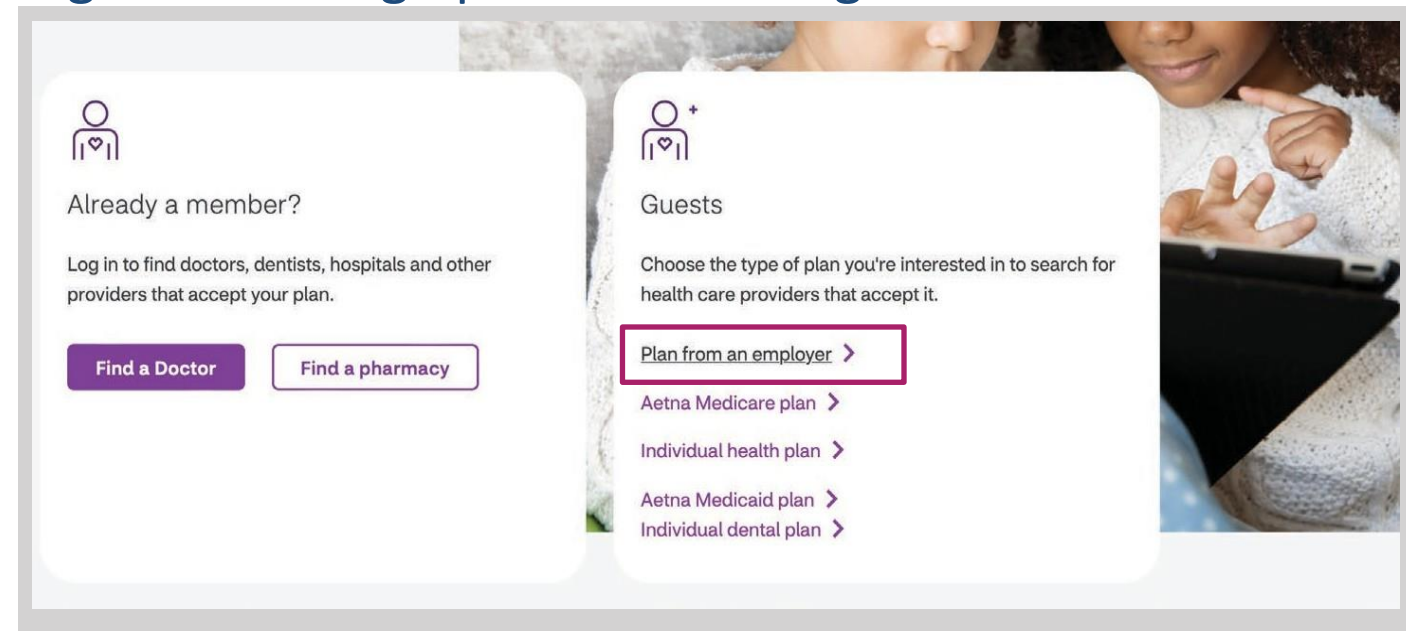 Already a member?
Log in to find doctors, dentists, hospitals and other
providers that accept your plan.
Find a Doctor
Find a pharmacy
Guests
Choose the type of plan you're interested in to search for
health care providers that accept it.
Plan from an employer
Aetna Medicare plan
Individual health plan
Aetna Medicaid plan
Individual dental plan